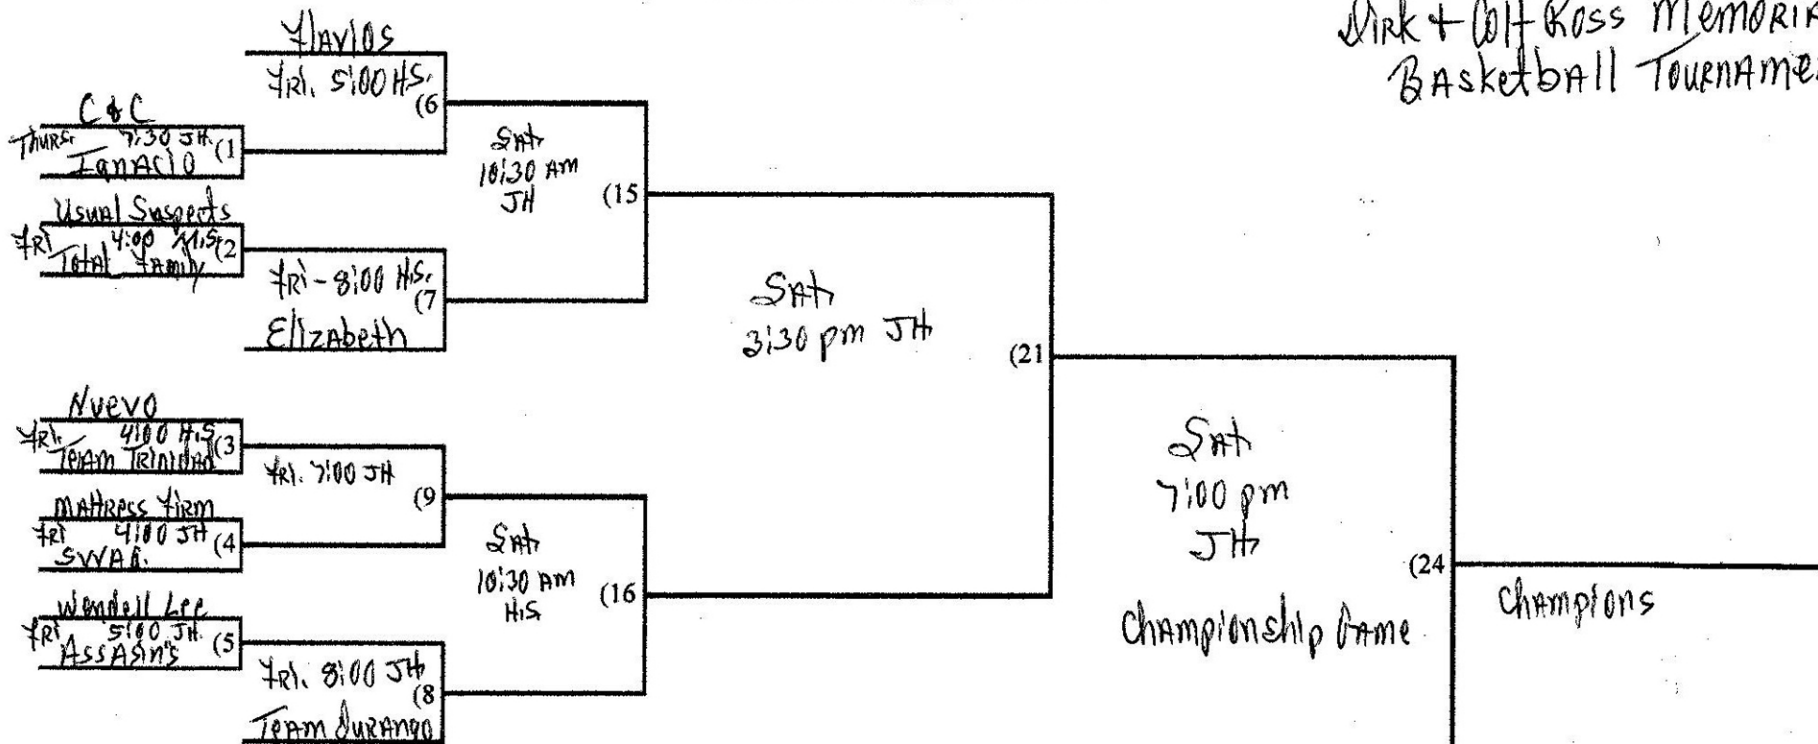 Dirk + Colt Ross MemoRIA
BAsketbAll TouRNAme
Flavios
FRi. 5:00 H.S.
(6
C & C
ThuRS. 7:30 JH.
(1
IgnAciO
Usual Suspects
FRi 4:00 H.S.
(2
Total Family
FRi - 8:00 H.S.
(7
ElizAbeth
SAt.
10:30 AM
JH
(15
SAt.
3:30 pm JH
(21
Nuevo
FRi. 4:00 H.S
(3
TeAm TRiniDAD
FRi. 7:00 JH
(9
MAttRess FiRm
FRi 4:00 JH
(4
SWAG.
Wendell Lee
FRi 5:00 JH.
(5
AssAsin's
FRi. 8:00 JH
(8
TeAm DuRAngo
SAt.
10:30 AM
H.S
(16
SAt
7:00 pm
JH
(24
ChAmpionship GAme
ChAmpions